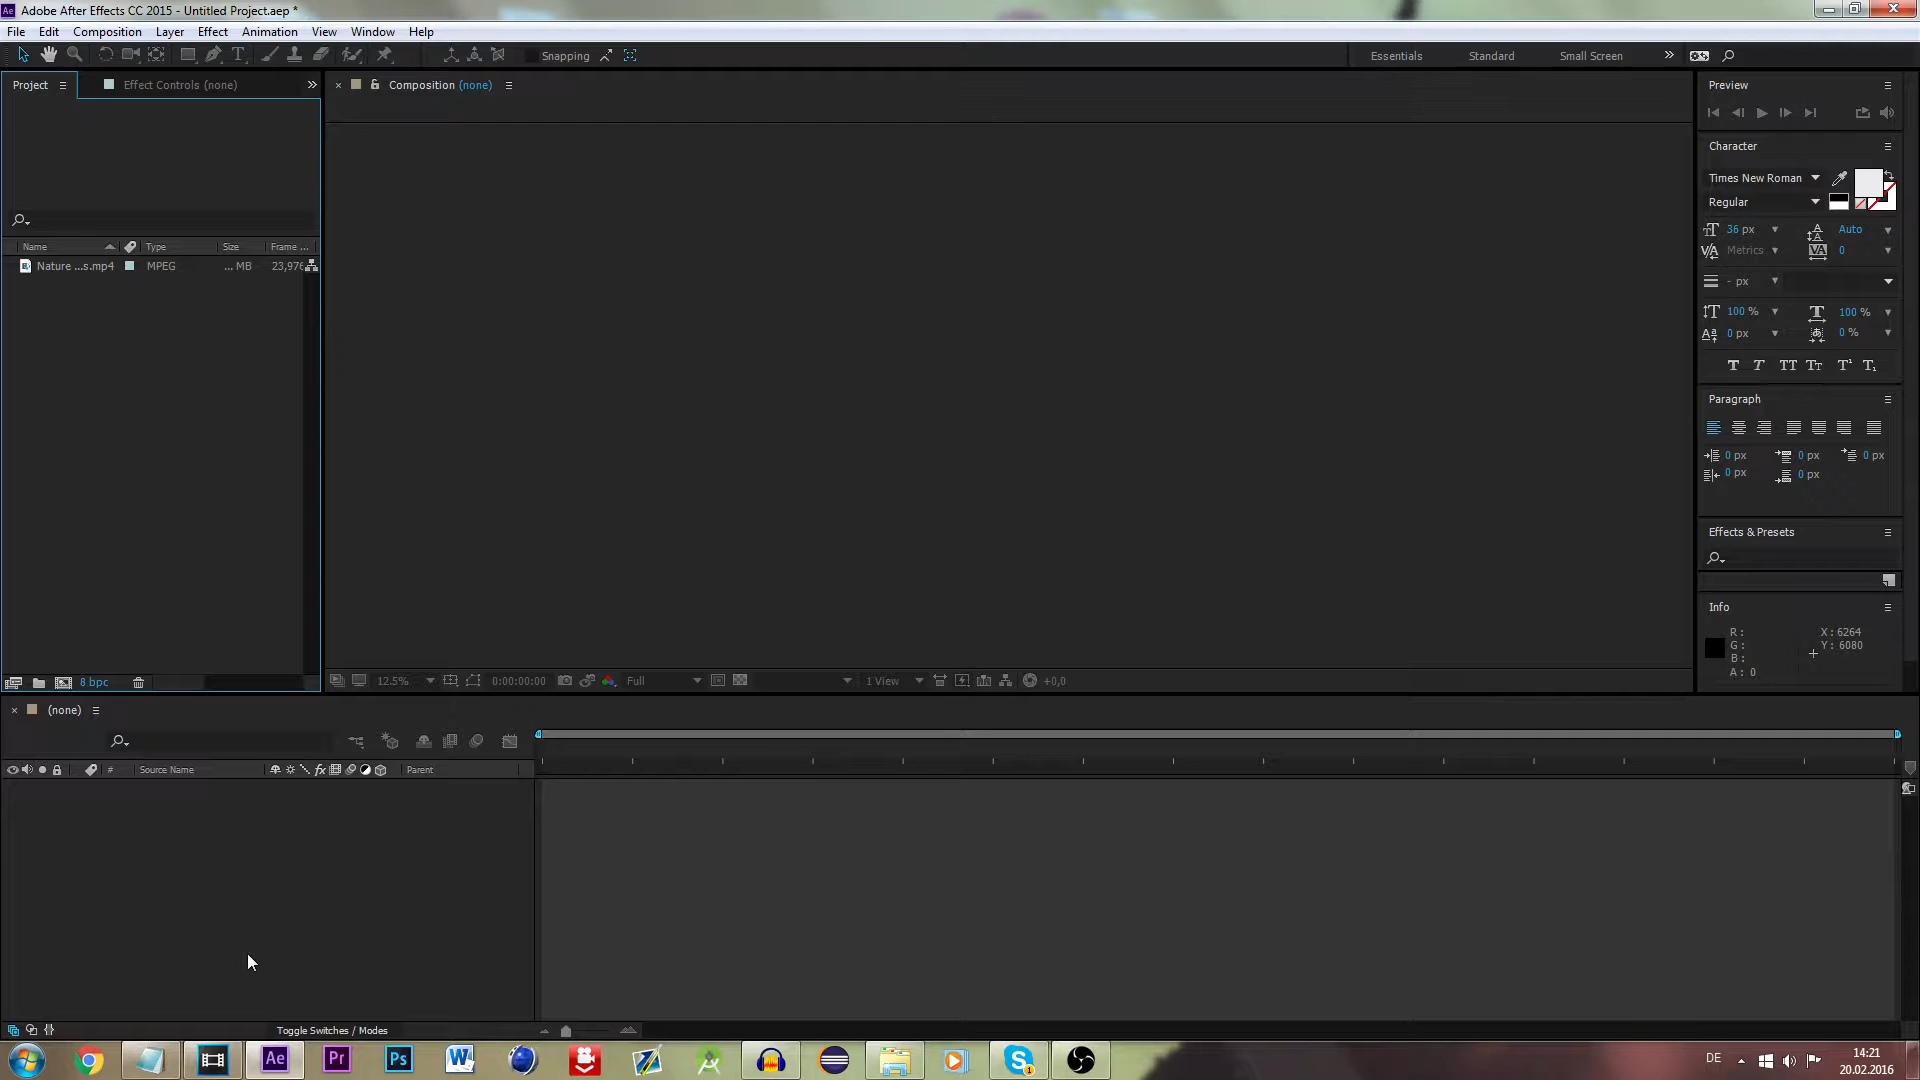 Adobe After Effects CC 2015 - Untitled Project.aep *
File Edit Composition Layer Effect Animation View Window Help
Snapping Essentials Standard Small Screen
Project Effect Controls (none) Composition (none) Preview
Character
Times New Roman
Regular
36 px Auto
Metrics 0
- px
100 % 100 %
0 px 0 %
Paragraph
0 px 0 px 0 px
0 px 0 px
Effects & Presets
Info
R : X : 6264
G : Y : 6080
B :
A : 0
Name Type Size Frame ...
Nature ...s.mp4 MPEG ... MB 23,976
8 bpc 12.5% 0:00:00:00 Full 1 View +0,0
(none)
# Source Name Parent
Toggle Switches / Modes
DE 14:21
20.02.2016